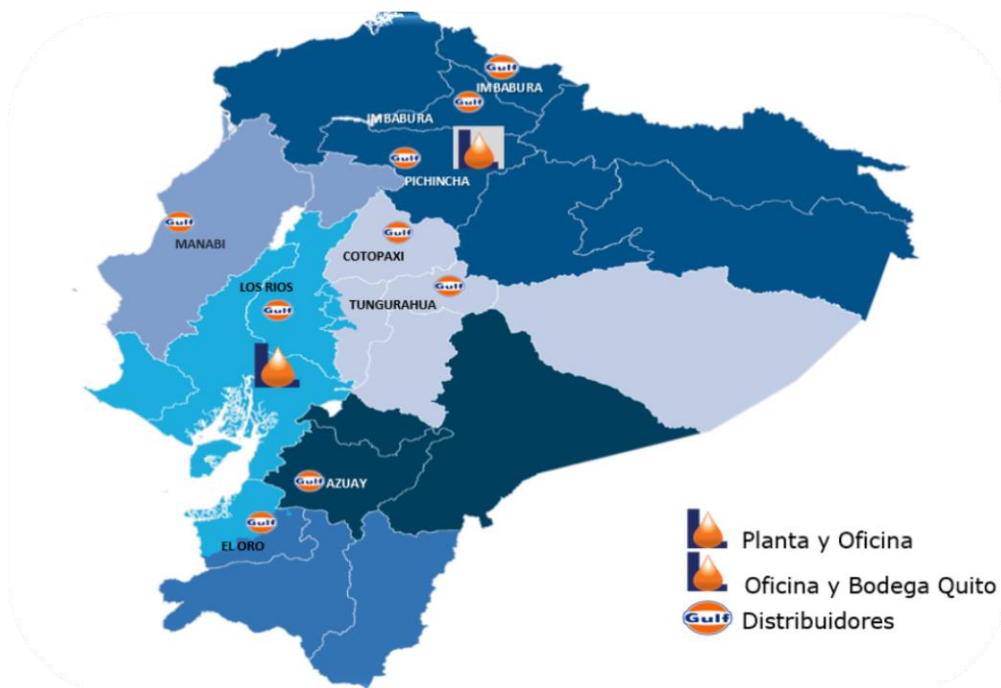 Gulf
IMBABURA
Gulf
IMBABURA
L
Gulf
PICHINCHA
Gulf
MANABI
Gulf
COTOPAXI
LOS RIOS
Gulf
Gulf
TUNGURAHUA
L
Gulf AZUAY
Gulf
EL ORO
L Planta y Oficina
L Oficina y Bodega Quito
Gulf Distribuidores